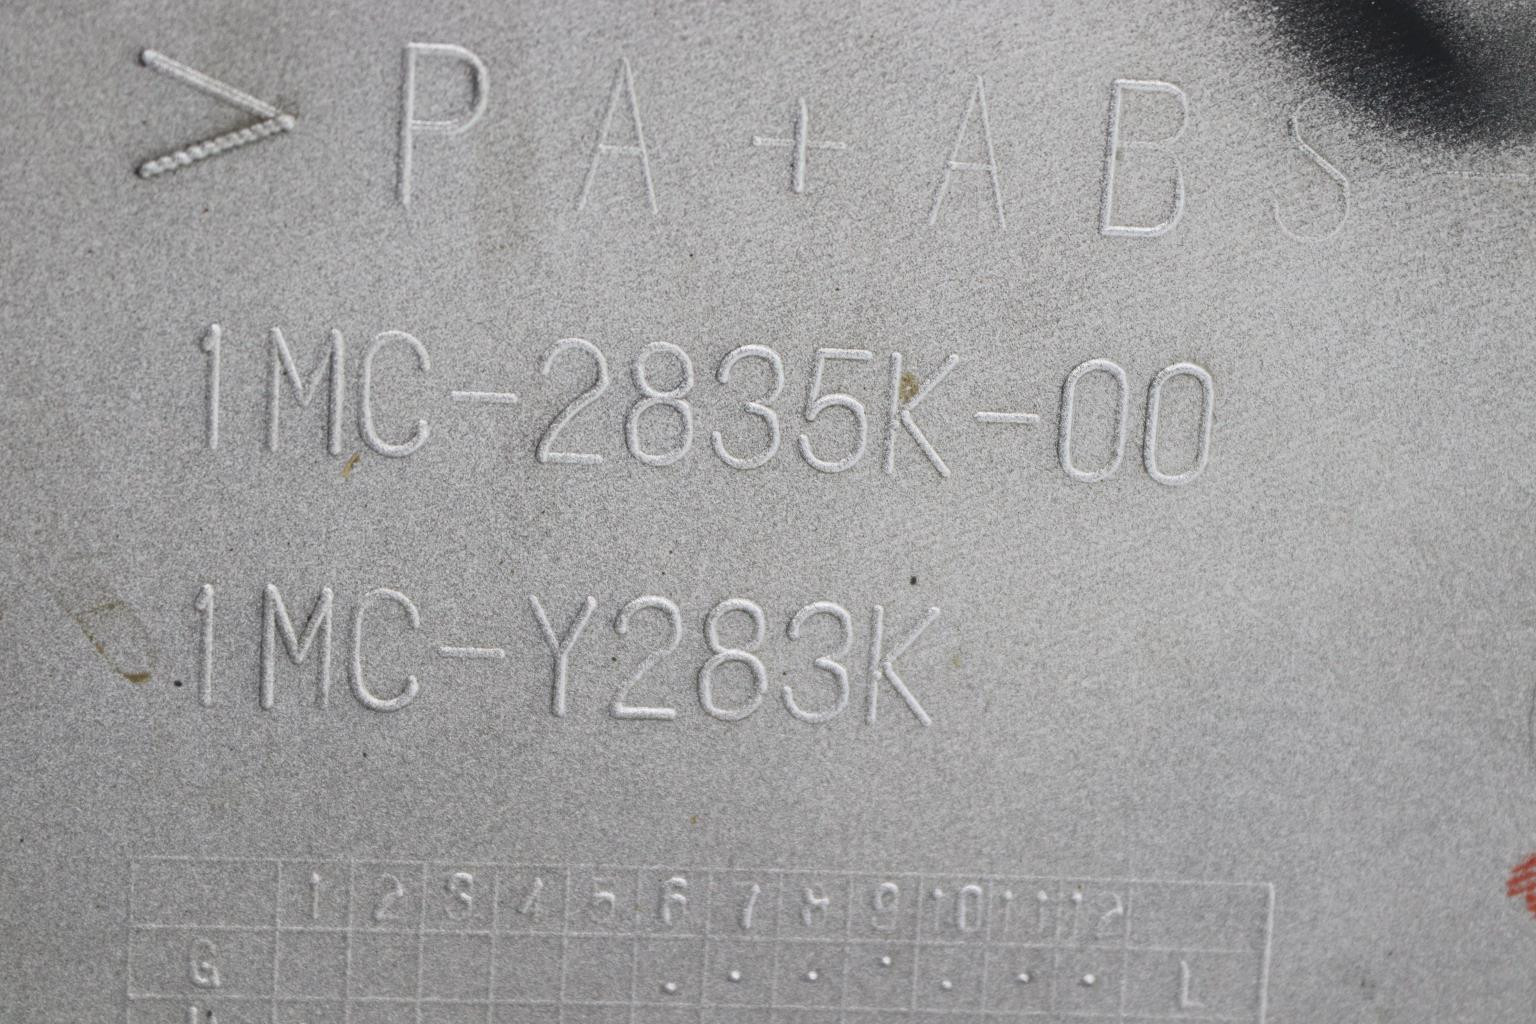 >PA+ABS
1MC-2835K-00
1MC-Y283K
1 2 3 4 5 6 7 8 9 10 11 12
G L